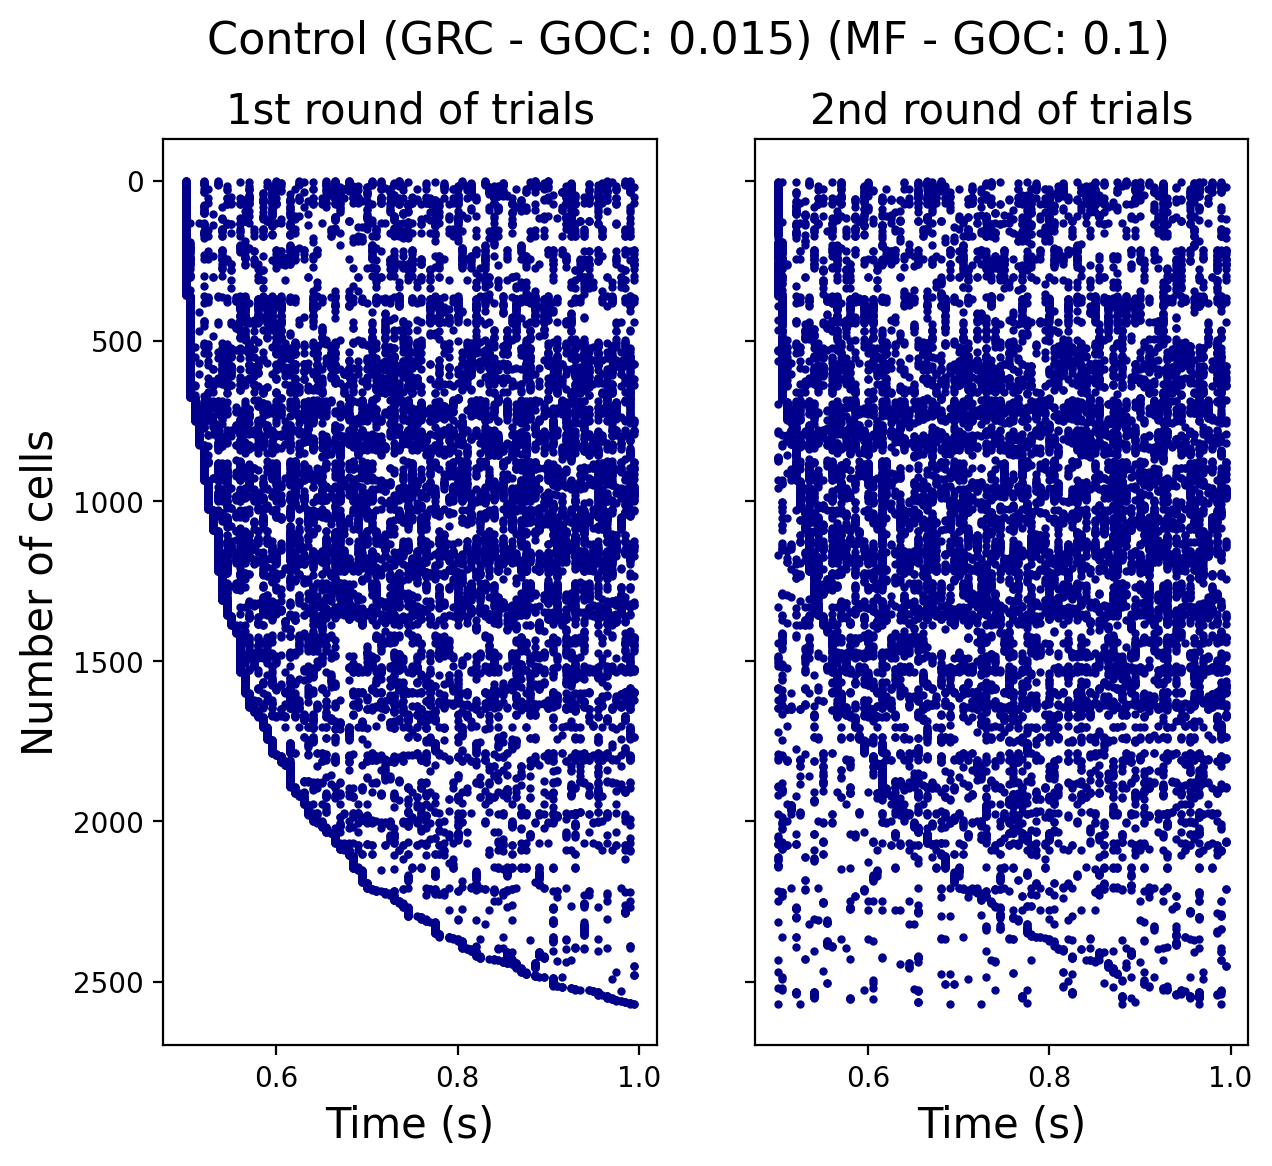 Control (GRC - GOC: 0.015) (MF - GOC: 0.1)
1st round of trials
2nd round of trials
0
500
1000
1500
2000
2500
Number of cells
0.6
0.8
1.0
0.6
0.8
1.0
Time (s)
Time (s)